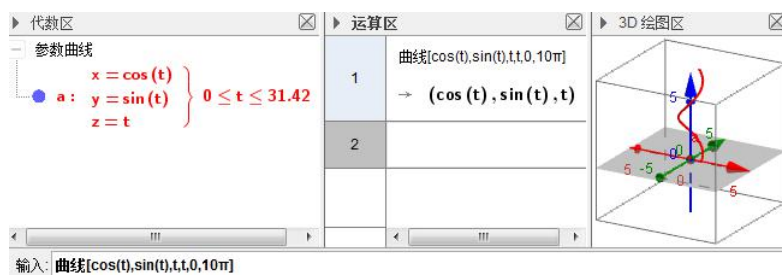 代数区
参数曲线
a : x = cos (t)
y = sin (t)
z = t
0 ≤ t ≤ 31.42
运算区
1
曲线[cos(t),sin(t),t,t,0,10π]
→ (cos (t) , sin (t) , t)
2
3D 绘图区
5
5
0
0
-5
5
0
5
输入: 曲线[cos(t),sin(t),t,t,0,10π]